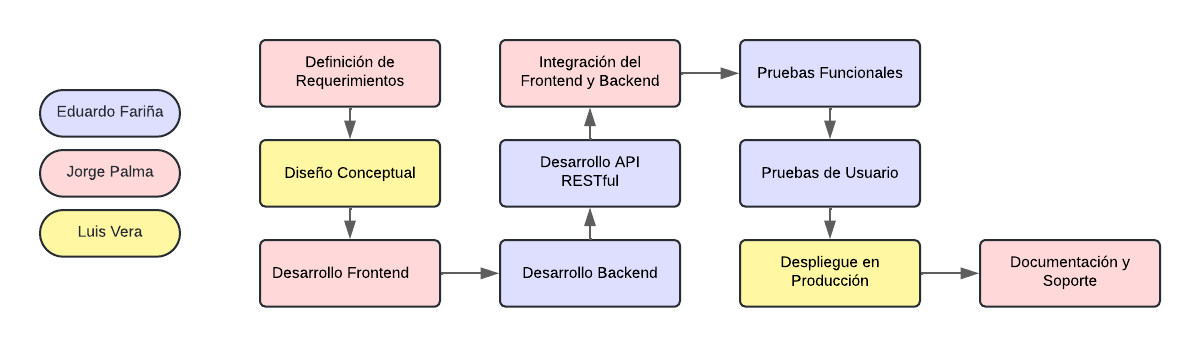 Eduardo Fariña
Jorge Palma
Luis Vera
Definición de
Requerimientos
Diseño Conceptual
Desarrollo Frontend
Desarrollo Backend
Desarrollo API
RESTful
Integración del
Frontend y Backend
Pruebas Funcionales
Pruebas de Usuario
Despliegue en
Producción
Documentación y
Soporte